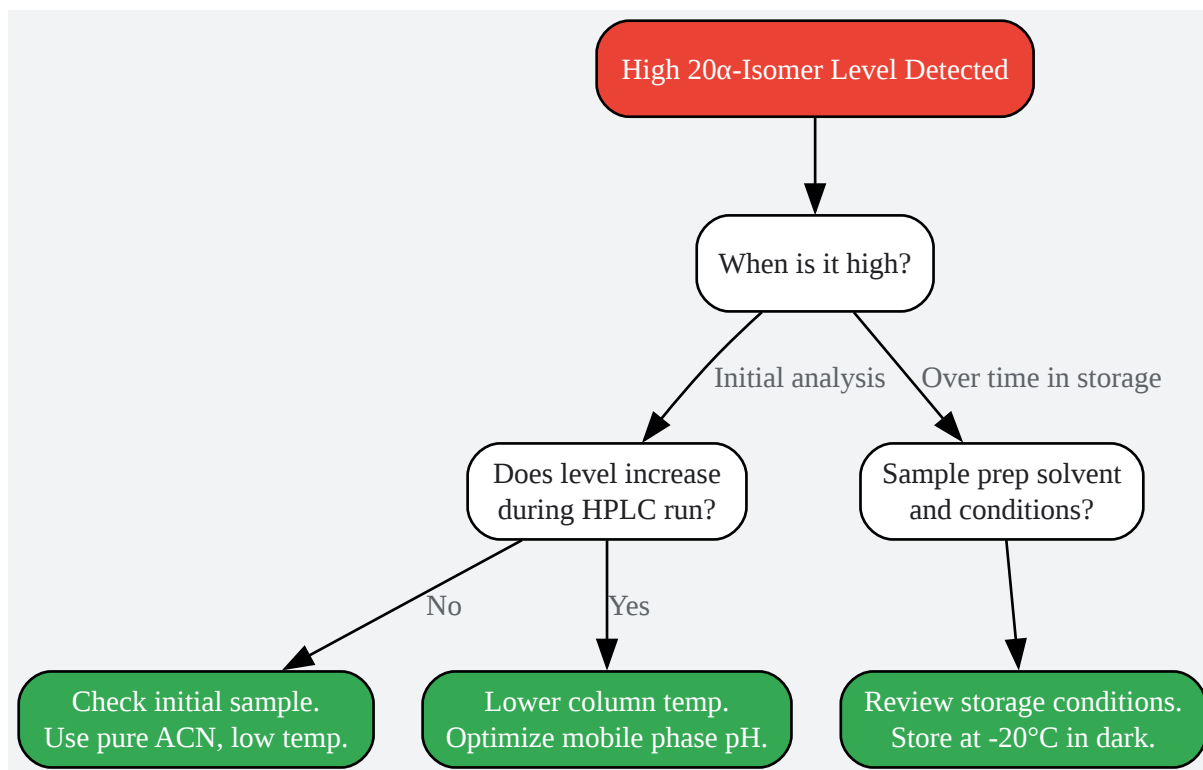 High 20α-Isomer Level Detected
When is it high?
Initial analysis
Over time in storage
Does level increase
during HPLC run?
Sample prep solvent
and conditions?
No
Yes
Check initial sample.
Use pure ACN, low temp.
Lower column temp.
Optimize mobile phase pH.
Review storage conditions.
Store at -20°C in dark.